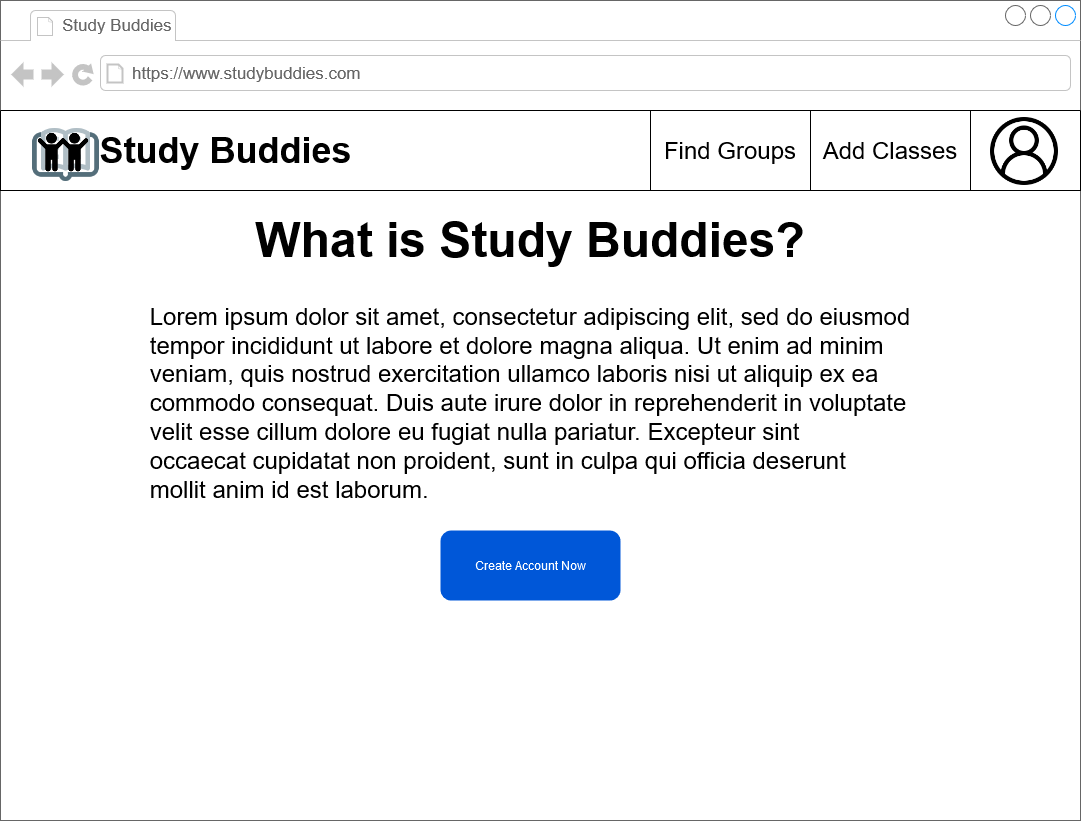 Study Buddies
https://www.studybuddies.com
Study Buddies
Find Groups
Add Classes
What is Study Buddies?
Lorem ipsum dolor sit amet, consectetur adipiscing elit, sed do eiusmod
tempor incididunt ut labore et dolore magna aliqua. Ut enim ad minim
veniam, quis nostrud exercitation ullamco laboris nisi ut aliquip ex ea
commodo consequat. Duis aute irure dolor in reprehenderit in voluptate
velit esse cillum dolore eu fugiat nulla pariatur. Excepteur sint
occaecat cupidatat non proident, sunt in culpa qui officia deserunt
mollit anim id est laborum.
Create Account Now